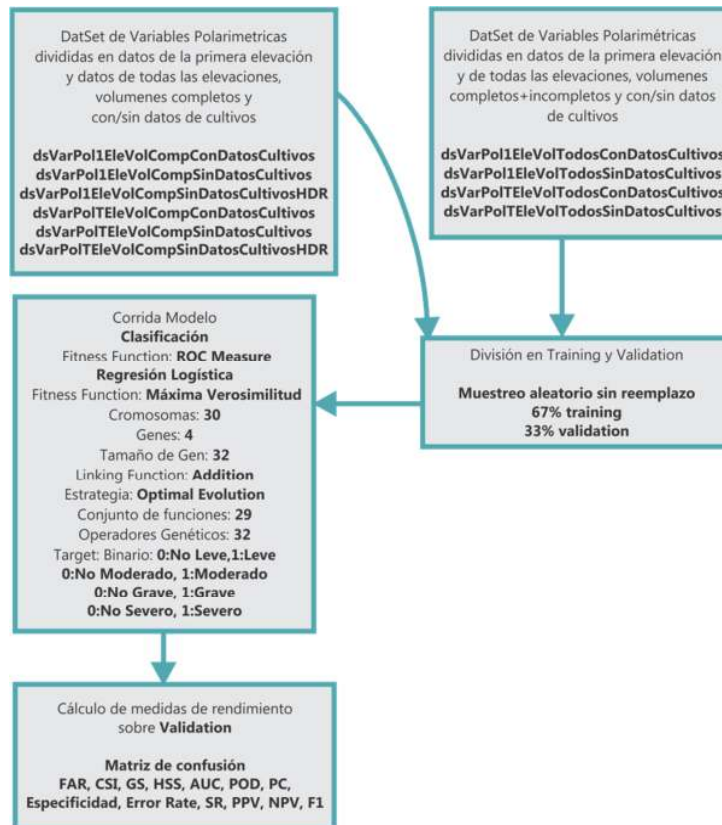 DatSet de Variables Polarimetricas
divididas en datos de la primera elevación
y datos de todas las elevaciones,
volumenes completos y
con/sin datos de cultivos
dsVarPol1EleVolCompConDatosCultivos
dsVarPol1EleVolCompSinDatosCultivos
dsVarPol1EleVolCompSinDatosCultivosHDR
dsVarPolTEleVolCompConDatosCultivos
dsVarPolTEleVolCompSinDatosCultivos
dsVarPolTEleVolCompSinDatosCultivosHDR
DatSet de Variables Polarimétricas
divididas en datos de la primera elevación
y de todas las elevaciones, volumenes
completos+incompletos y con/sin datos
de cultivos
dsVarPol1EleVolTodosConDatosCultivos
dsVarPol1EleVolTodosSinDatosCultivos
dsVarPolTEleVolTodosConDatosCultivos
dsVarPolTEleVolTodosSinDatosCultivos
División en Training y Validation
Muestreo aleatorio sin reemplazo
67% training
33% validation
Corrida Modelo
Clasificación
Fitness Function: ROC Measure
Regresión Logística
Fitness Function: Máxima Verosimilitud
Cromosomas: 30
Genes: 4
Tamaño de Gen: 32
Linking Function: Addition
Estrategia: Optimal Evolution
Conjunto de funciones: 29
Operadores Genéticos: 32
Target: Binario: 0:No Leve,1:Leve
0:No Moderado, 1:Moderado
0:No Grave, 1:Grave
0:No Severo, 1:Severo
Cálculo de medidas de rendimiento
sobre Validation
Matriz de confusión
FAR, CSI, GS, HSS, AUC, POD, PC,
Especificidad, Error Rate, SR, PPV, NPV, F1